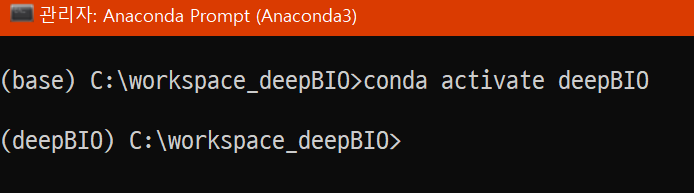 관리자: Anaconda Prompt (Anaconda3)
(base) C:\workspace_deepBIO>conda activate deepBIO
(deepBIO) C:\workspace_deepBIO>